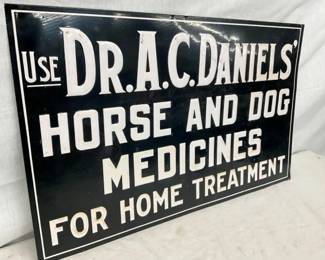 USE DR. A.C. DANIELS'
HORSE AND DOG
MEDICINES
FOR HOME TREATMENT